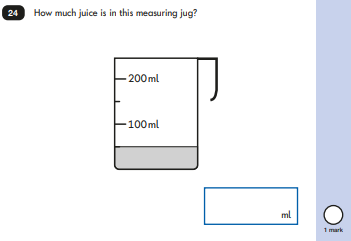 24 How much juice is in this measuring jug?
200 ml
100 ml
ml
1 mark